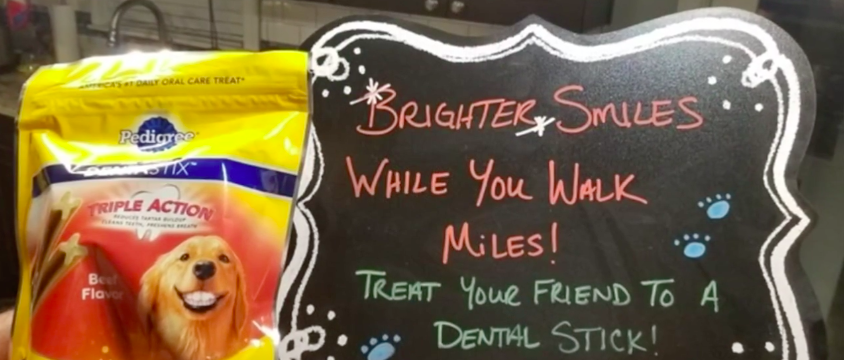 AMERICA'S #1 DAILY ORAL CARE TREAT*
Pedigree
DENTASTIX™
TRIPLE ACTION
REDUCES TARTAR BUILDUP
CLEANS TEETH, FRESHENS BREATH
Beef
Flavor
BRIGHTER SMILES
WHILE YOU WALK
MILES!
TREAT YOUR FRIEND TO A
DENTAL STICK!